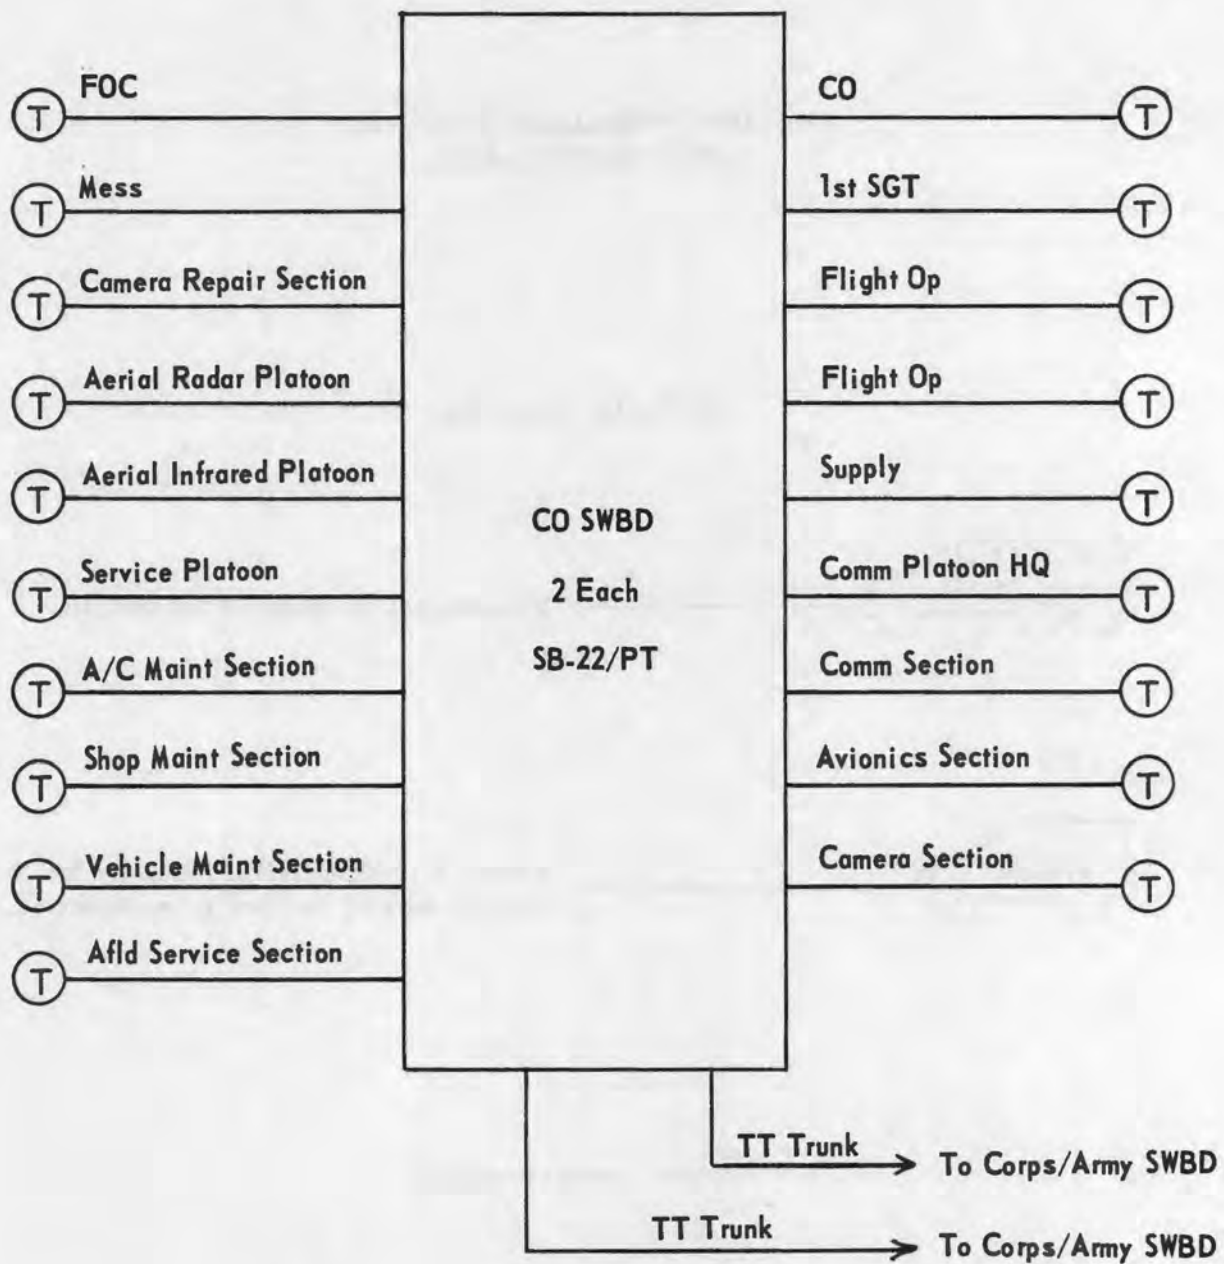 FOC
T
Mess
T
Camera Repair Section
T
Aerial Radar Platoon
T
Aerial Infrared Platoon
T
Service Platoon
T
A/C Maint Section
T
Shop Maint Section
T
Vehicle Maint Section
T
Afld Service Section
T
CO SWBD
2 Each
SB-22/PT
CO
T
1st SGT
T
Flight Op
T
Flight Op
T
Supply
T
Comm Platoon HQ
T
Comm Section
T
Avionics Section
T
Camera Section
T
TT Trunk
To Corps/Army SWBD
TT Trunk
To Corps/Army SWBD